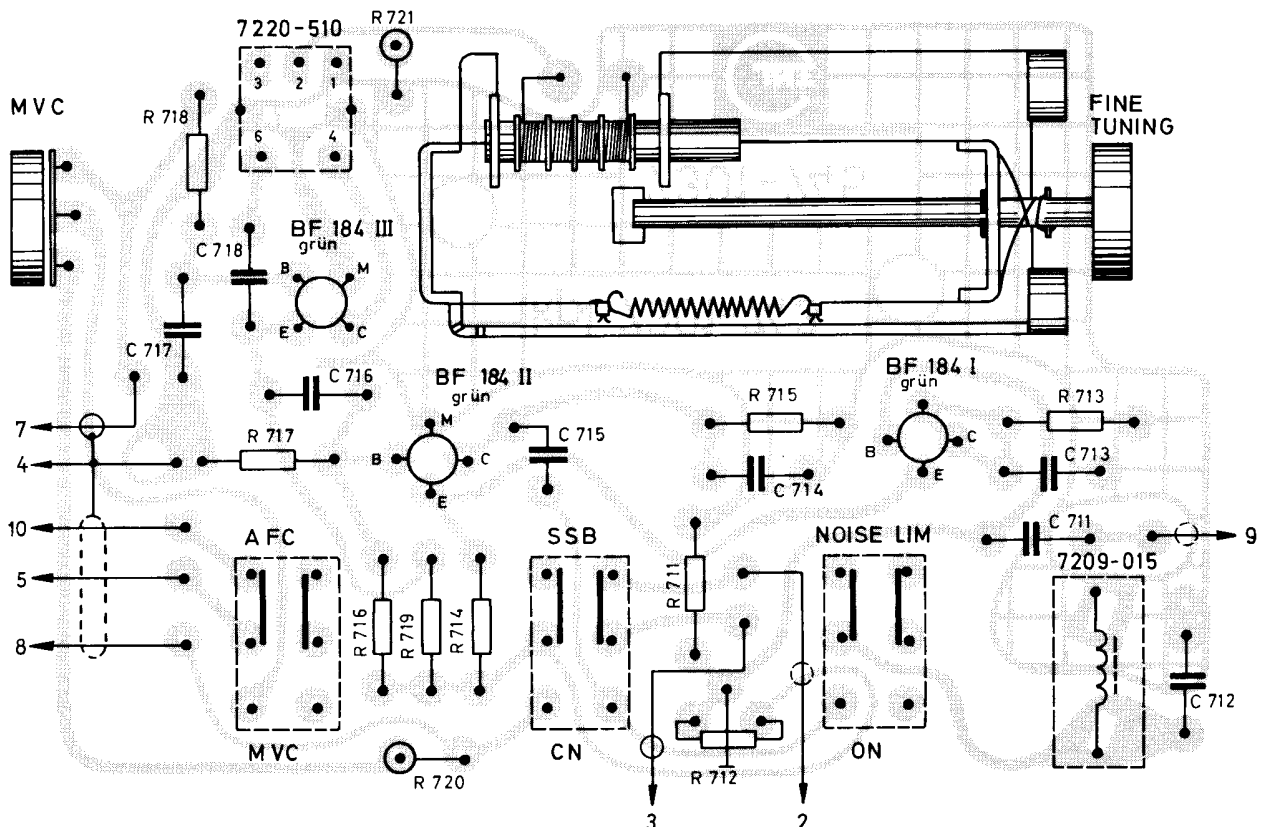 7220-510
R 721
3 2 1
6 4
MVC
R 718
FINE
TUNING
BF 184 III
grün
B M
E C
C 718
C 717
C 716
BF 184 II
grün
M
B C
E
C 715
R 715
C 714
BF 184 I
grün
B C
E
R 713
C 713
7
4
R 717
10
5
8
AFC
MVC
R 716
R 719
R 714
SSB
CN
R 711
NOISE LIM
ON
C 711
9
7209-015
C 712
R 720
R 712
3
2